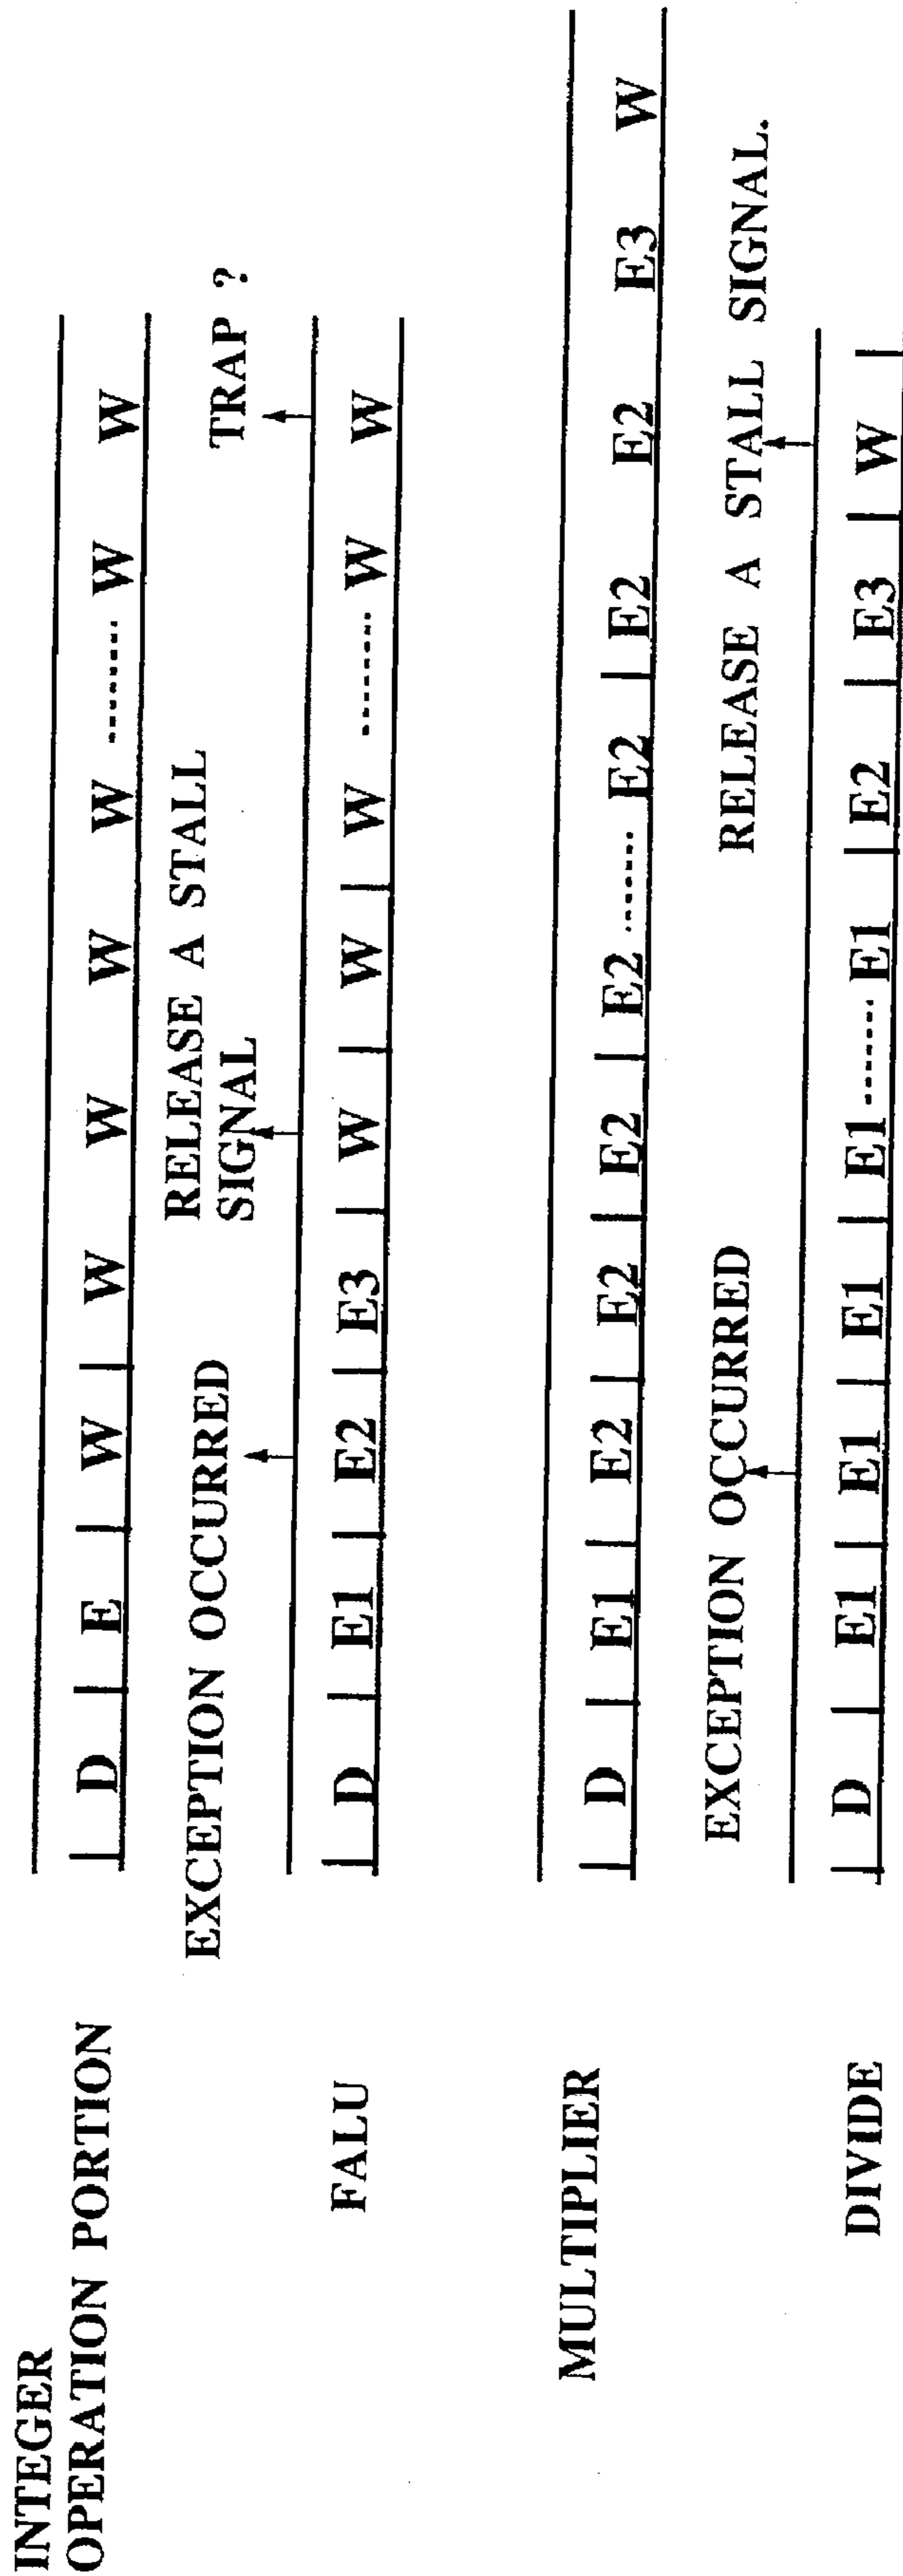 INTEGER
OPERATION PORTION
D E W W W W W ........ W W
EXCEPTION OCCURRED
RELEASE A STALL
SIGNAL
TRAP ?
FALU
D E1 E2 E3 W W W ........ W W
MULTIPLIER
D E1 E2 E2 E2 E2 ...... E2 E2 E2 E3 W
EXCEPTION OCCURRED
RELEASE A STALL SIGNAL.
DIVIDE
D E1 E1 E1 E1 ....... E1 E2 E3 W